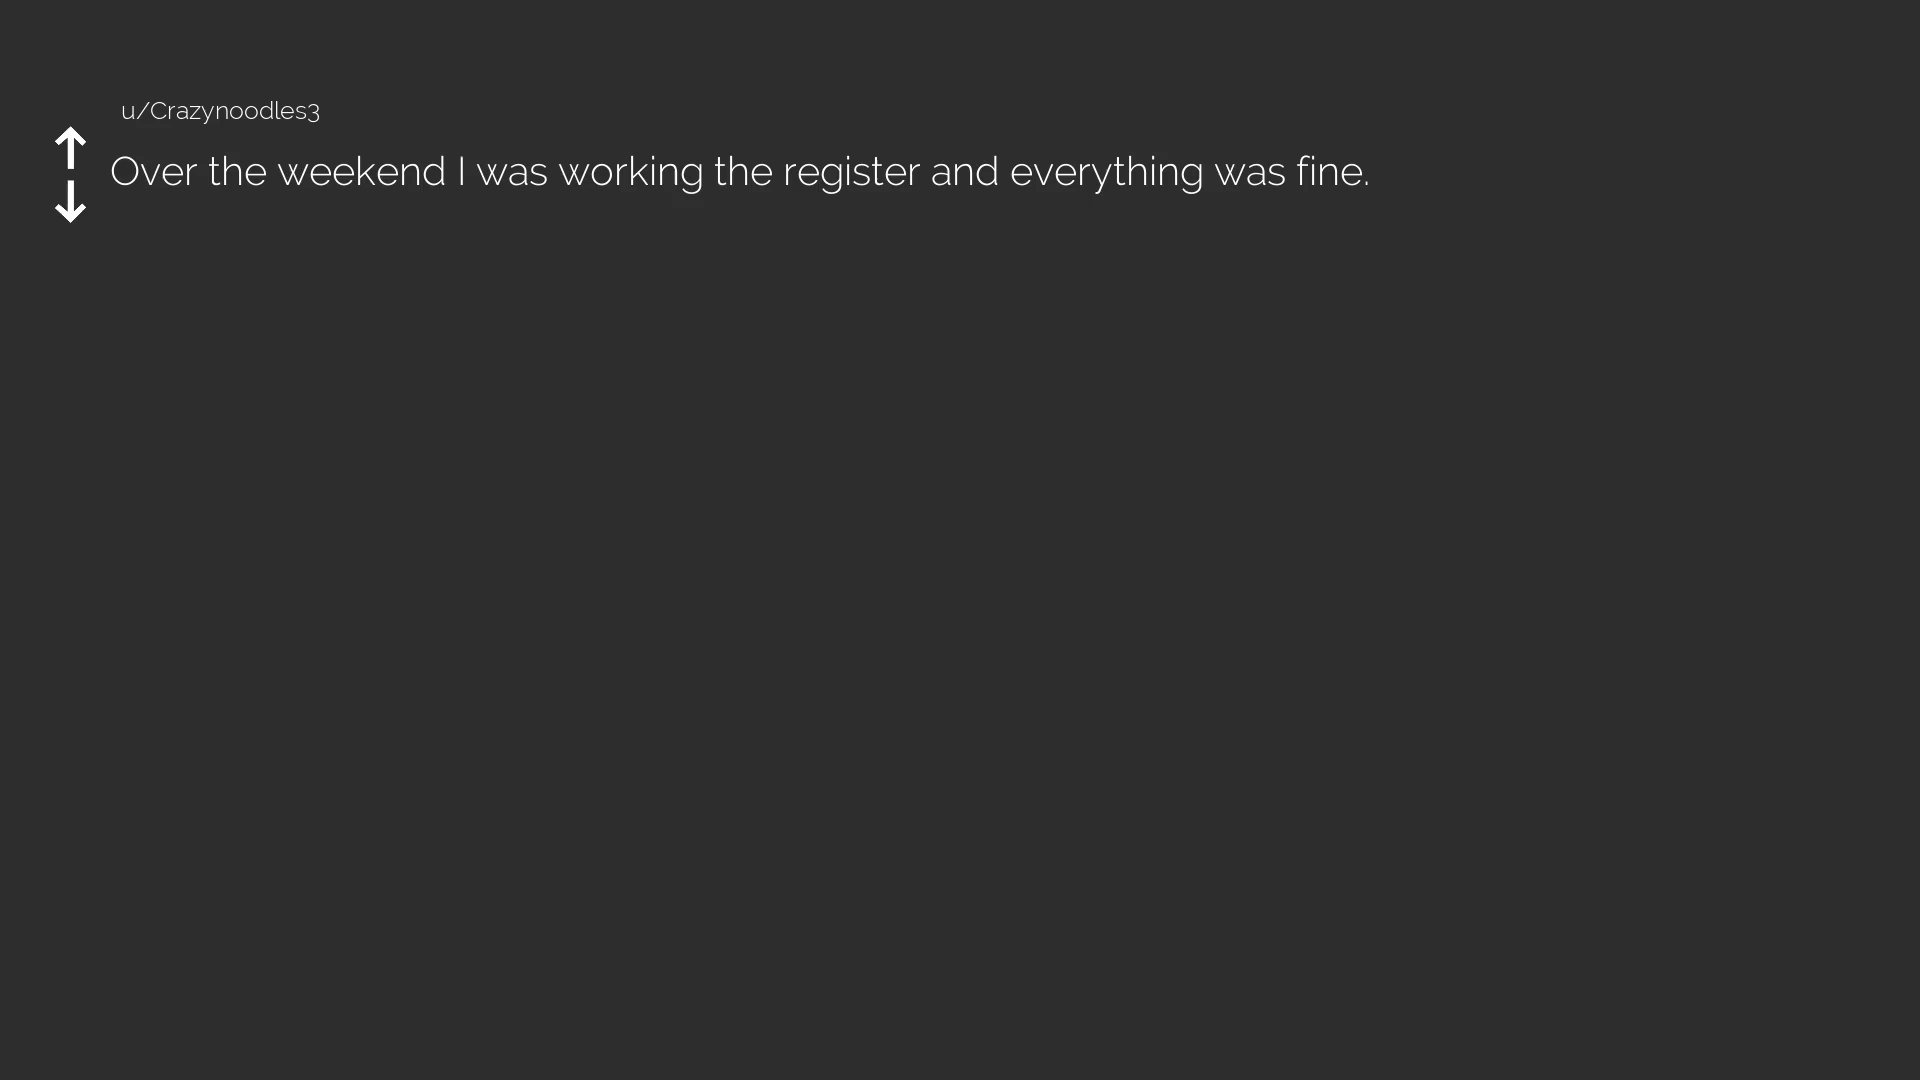 u/Crazynoodles3
Over the weekend I was working the register and everything was fine.